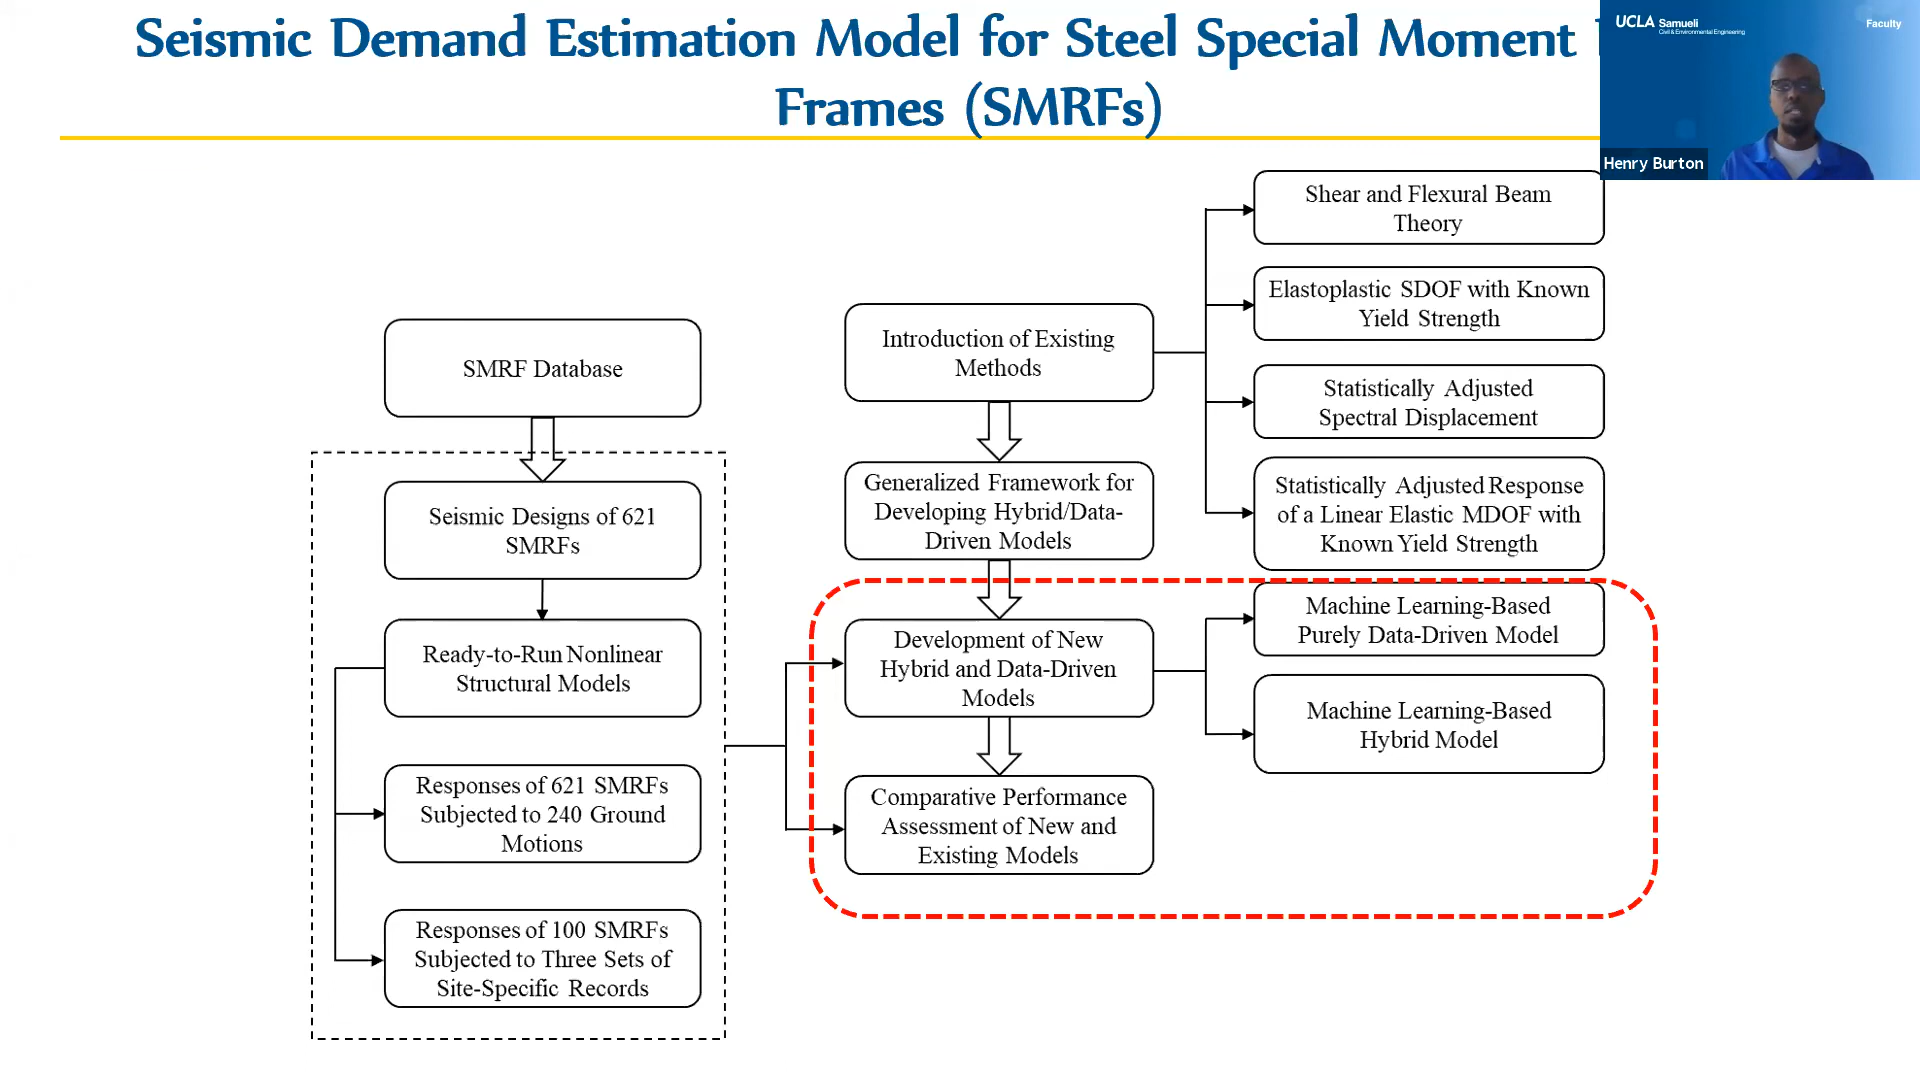 Seismic Demand Estimation Model for Steel Special Moment
Frames (SMRFs)
UCLA Samueli
Civil & Environmental Engineering
Faculty
Henry Burton
SMRF Database
Seismic Designs of 621
SMRFs
Ready-to-Run Nonlinear
Structural Models
Responses of 621 SMRFs
Subjected to 240 Ground
Motions
Responses of 100 SMRFs
Subjected to Three Sets of
Site-Specific Records
Introduction of Existing
Methods
Generalized Framework for
Developing Hybrid/Data-
Driven Models
Development of New
Hybrid and Data-Driven
Models
Comparative Performance
Assessment of New and
Existing Models
Shear and Flexural Beam
Theory
Elastoplastic SDOF with Known
Yield Strength
Statistically Adjusted
Spectral Displacement
Statistically Adjusted Response
of a Linear Elastic MDOF with
Known Yield Strength
Machine Learning-Based
Purely Data-Driven Model
Machine Learning-Based
Hybrid Model